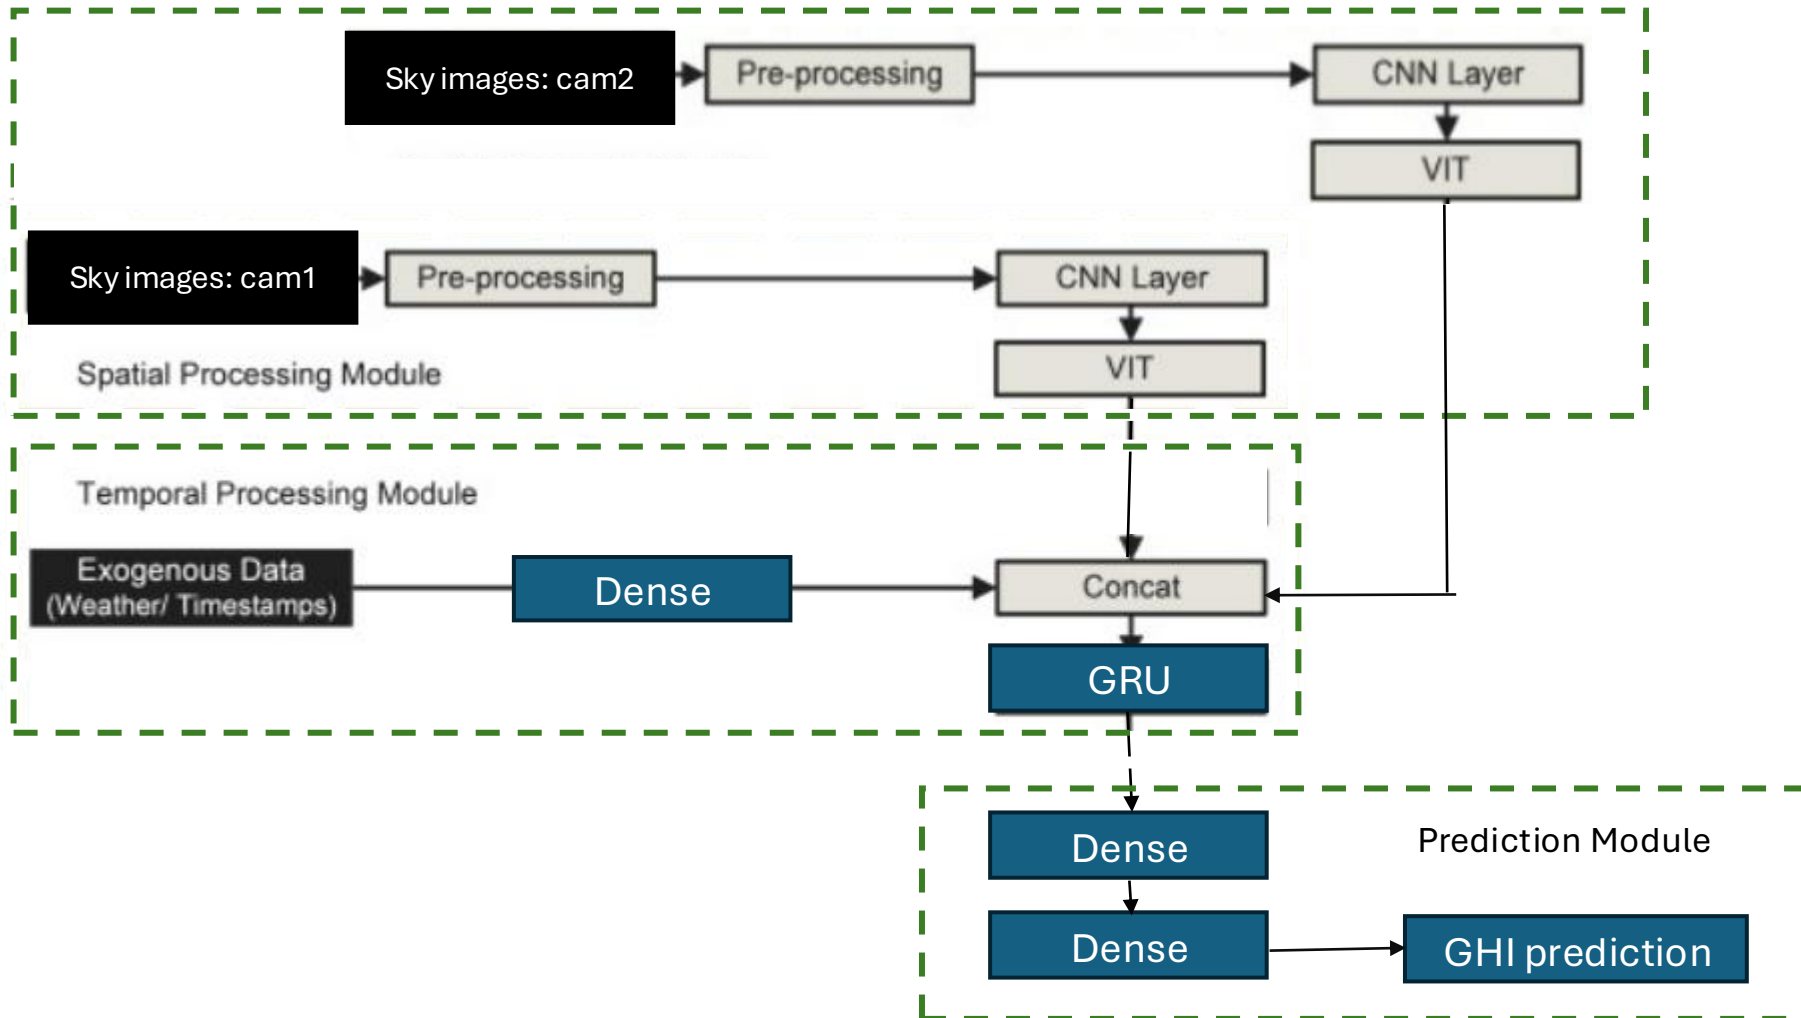 Sky images: cam2
Pre-processing
CNN Layer
VIT
Sky images: cam1
Pre-processing
CNN Layer
VIT
Spatial Processing Module
Temporal Processing Module
Exogenous Data
(Weather/ Timestamps)
Dense
Concat
GRU
Dense
Prediction Module
Dense
GHI prediction